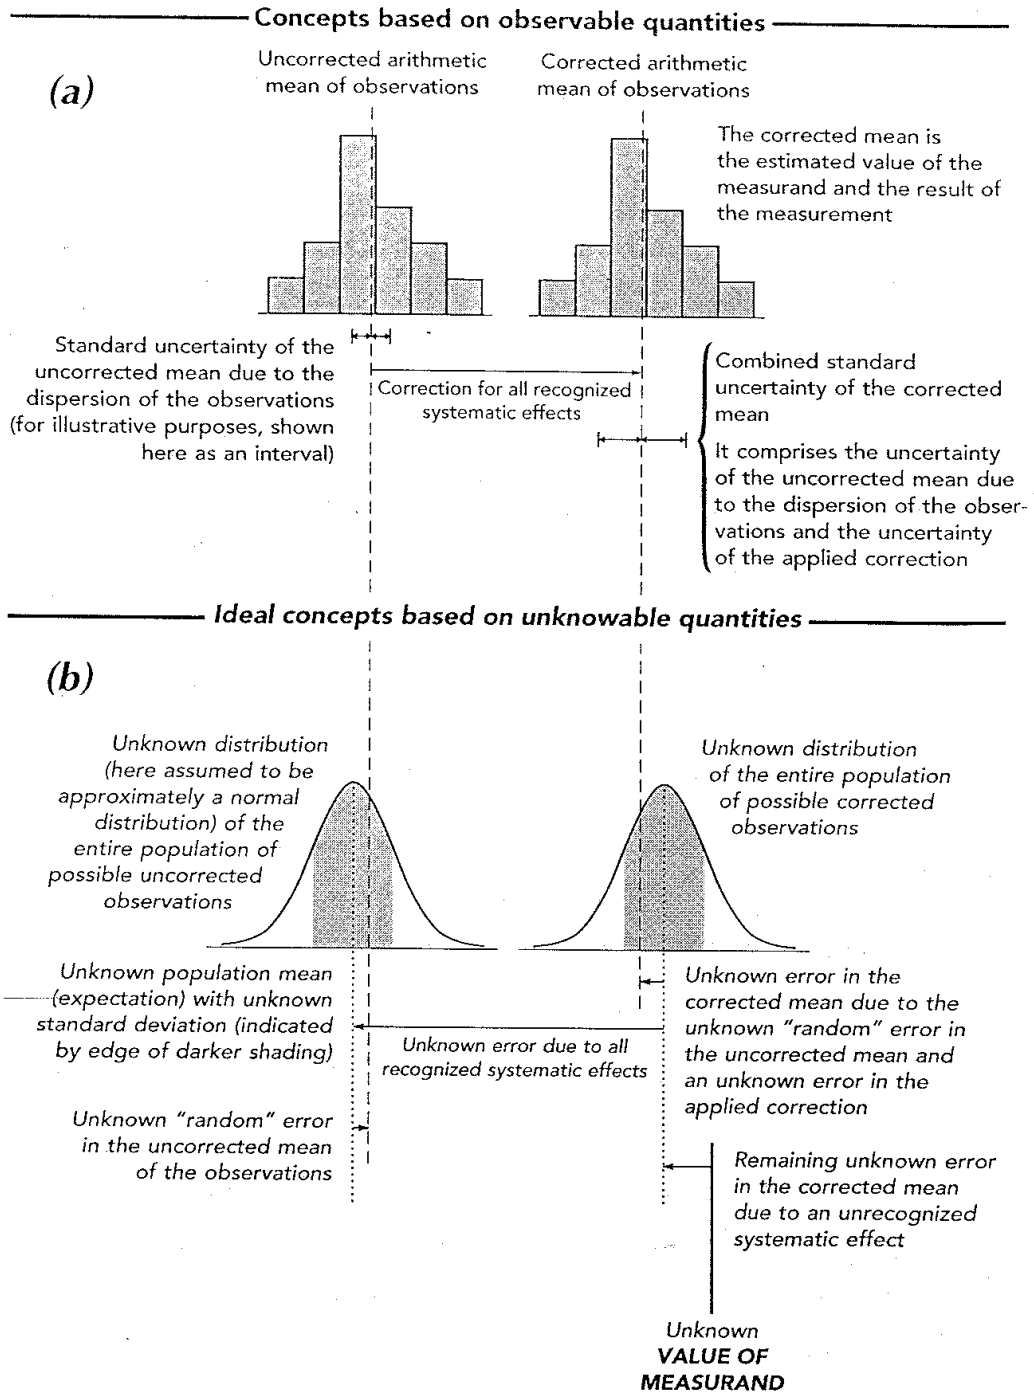 Concepts based on observable quantities
(a)
Uncorrected arithmetic
mean of observations
Corrected arithmetic
mean of observations
The corrected mean is
the estimated value of the
measurand and the result of
the measurement
Standard uncertainty of the
uncorrected mean due to the
dispersion of the observations
(for illustrative purposes, shown
here as an interval)
Correction for all recognized
systematic effects
Combined standard
uncertainty of the corrected
mean
It comprises the uncertainty
of the uncorrected mean due
to the dispersion of the obser-
vations and the uncertainty
of the applied correction
Ideal concepts based on unknowable quantities
(b)
Unknown distribution
(here assumed to be
approximately a normal
distribution) of the
entire population of
possible uncorrected
observations
Unknown distribution
of the entire population
of possible corrected
observations
Unknown population mean
(expectation) with unknown
standard deviation (indicated
by edge of darker shading)
Unknown error due to all
recognized systematic effects
Unknown error in the
corrected mean due to the
unknown "random" error in
the uncorrected mean and
an unknown error in the
applied correction
Unknown "random" error
in the uncorrected mean
of the observations
Remaining unknown error
in the corrected mean
due to an unrecognized
systematic effect
Unknown
VALUE OF
MEASURAND